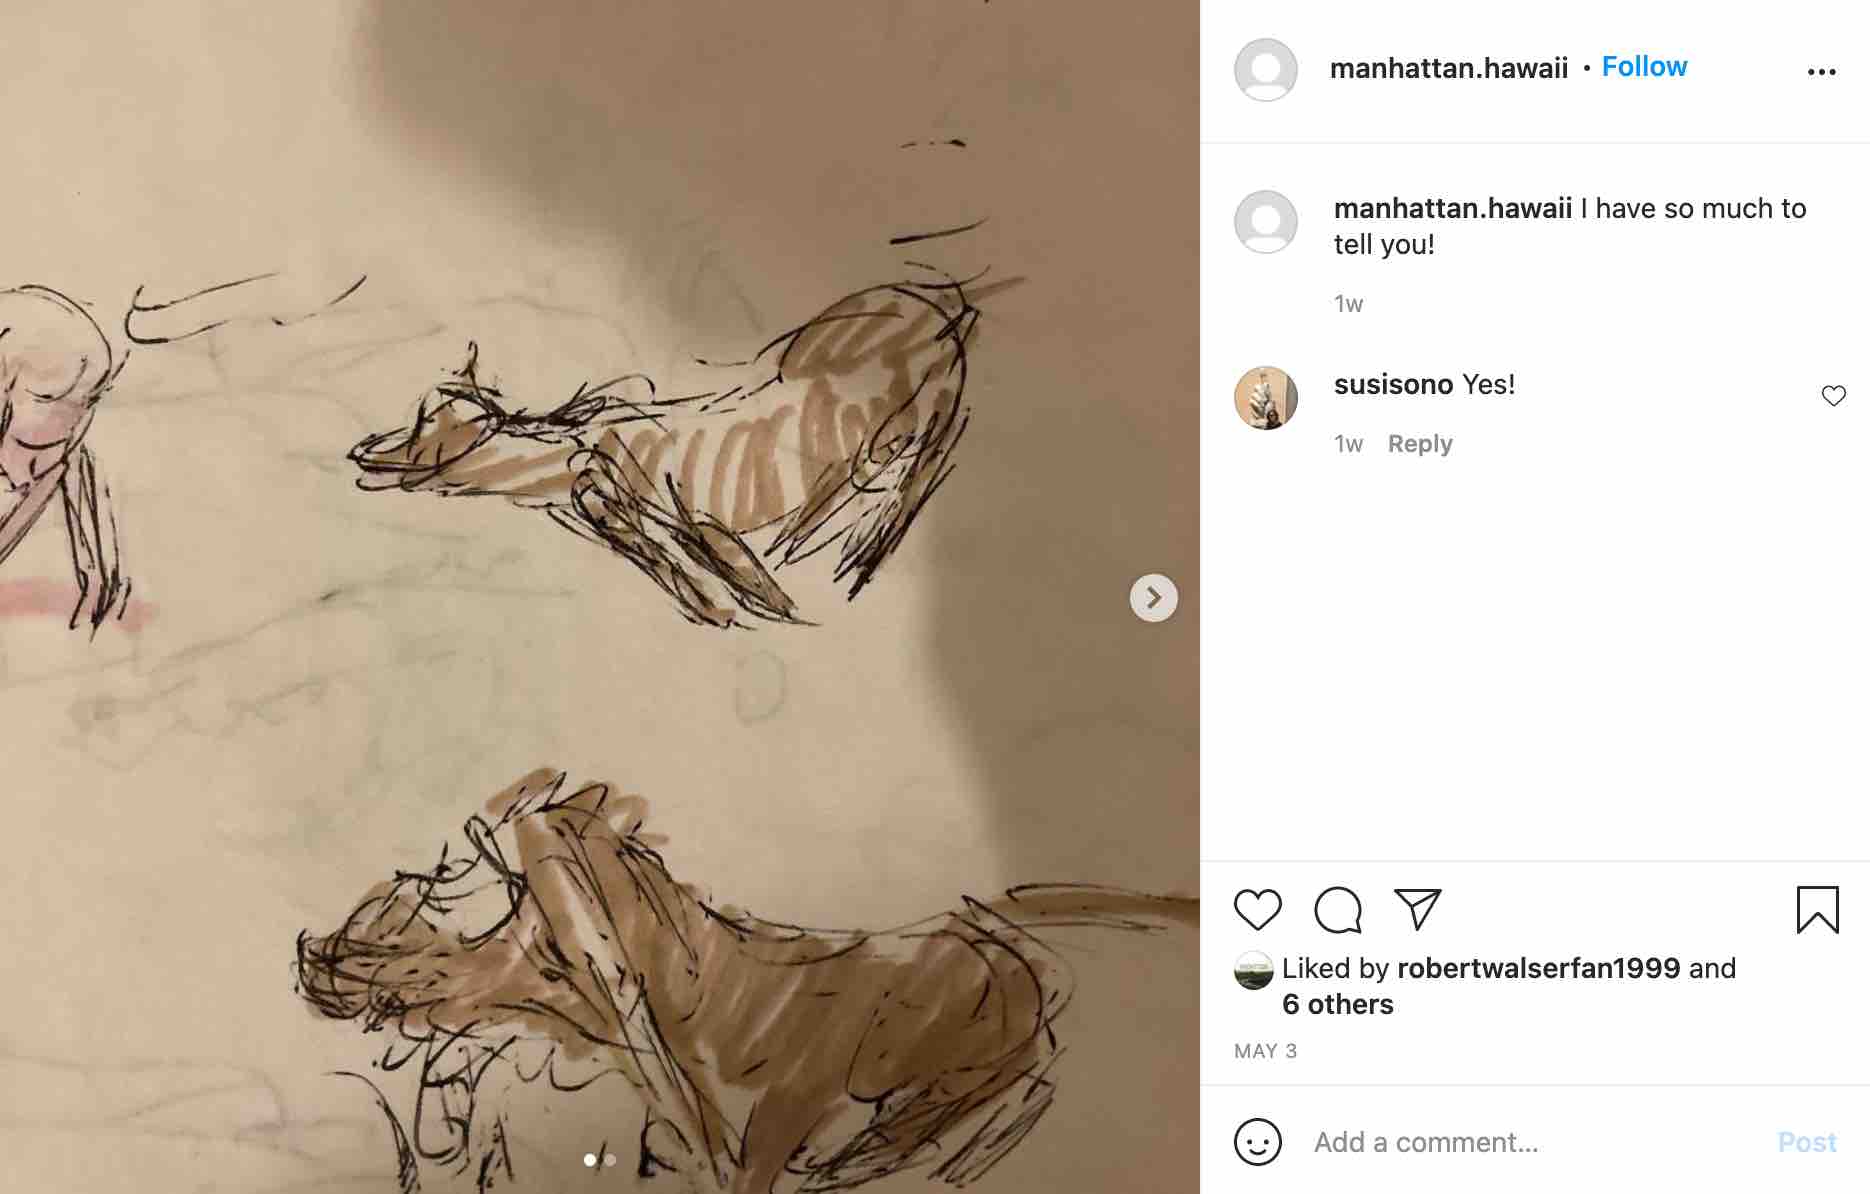 manhattan.hawaii • Follow
manhattan.hawaii I have so much to
tell you!
1w
susisono Yes!
1w Reply
Liked by robertwalserfan1999 and
6 others
MAY 3
Add a comment...
Post